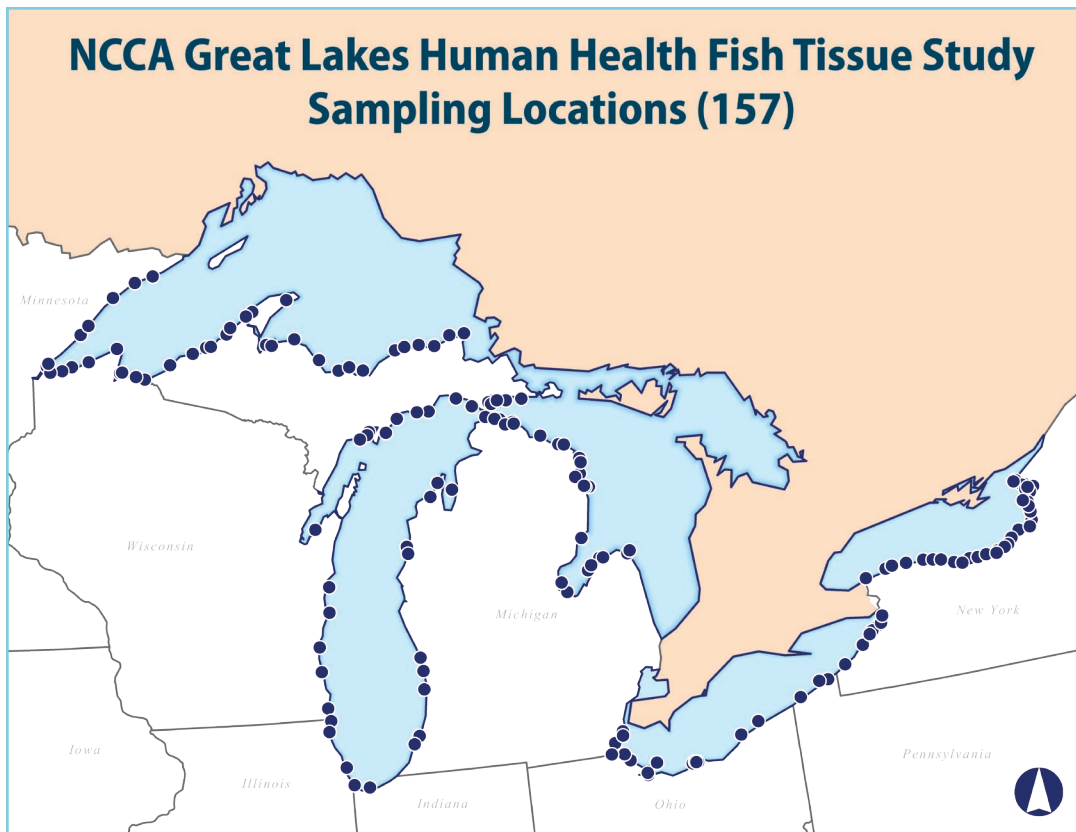 NCCA Great Lakes Human Health Fish Tissue Study
Sampling Locations (157)
Minnesota
Wisconsin
Michigan
New York
Iowa
Illinois
Indiana
Ohio
Pennsylvania